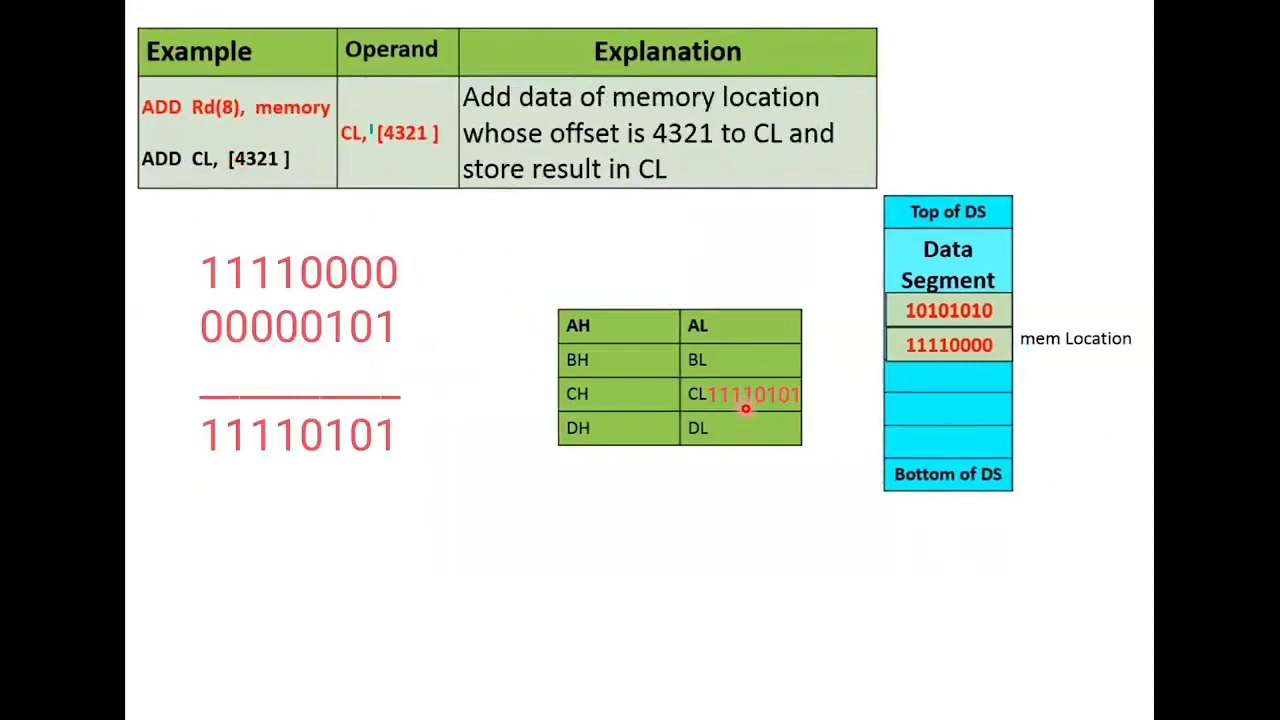 Example Operand Explanation
ADD Rd(8), memory
ADD CL, [4321 ]
CL, [4321 ]
Add data of memory location
whose offset is 4321 to CL and
store result in CL
11110000
00000101
11110101
AH AL
BH BL
CH CL11110101
DH DL
Top of DS
Data
Segment
10101010
11110000 mem Location
Bottom of DS